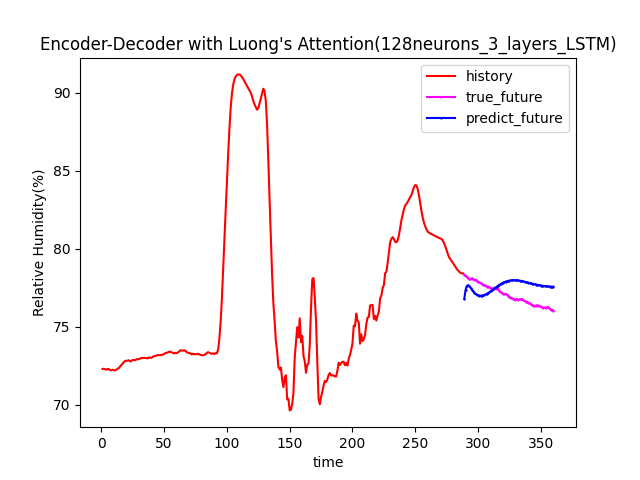 Encoder-Decoder with Luong's Attention(128neurons_3_layers_LSTM)
history
true_future
predict_future
Relative Humidity(%)
90
85
80
75
70
0 50 100 150 200 250 300 350
time